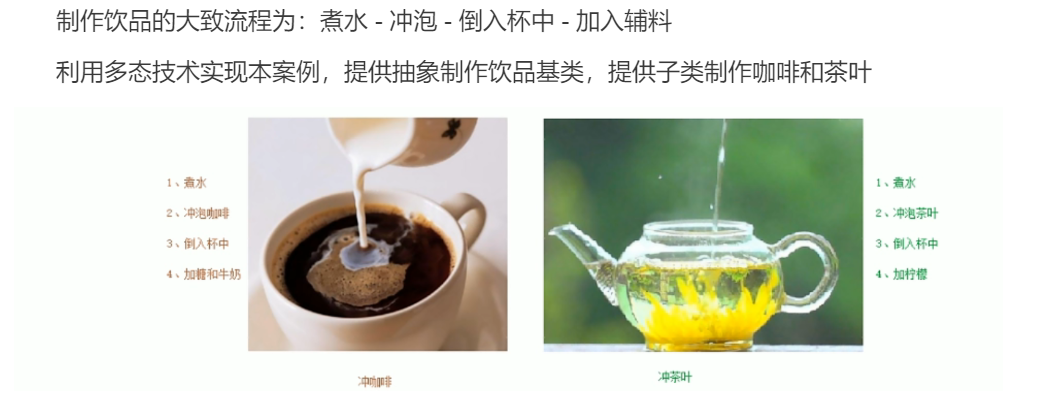 制作饮品的大致流程为：煮水 - 冲泡 - 倒入杯中 - 加入辅料
利用多态技术实现本案例，提供抽象制作饮品基类，提供子类制作咖啡和茶叶
1、煮水
2、冲泡咖啡
3、倒入杯中
4、加糖和牛奶
冲咖啡
1、煮水
2、冲泡茶叶
3、倒入杯中
4、加柠檬
冲茶叶